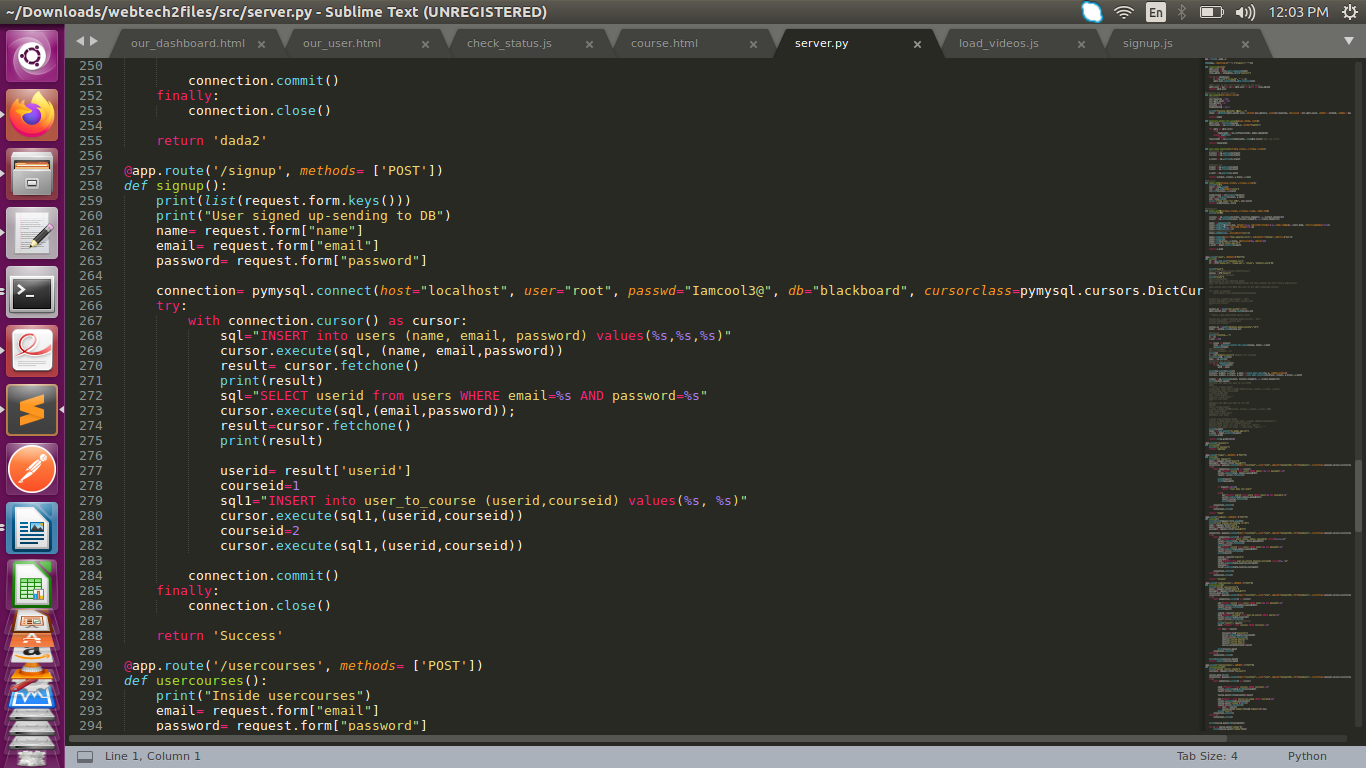 ~/Downloads/webtech2files/src/server.py - Sublime Text (UNREGISTERED)
En
12:03 PM
our_dashboard.html
our_user.html
check_status.js
course.html
server.py
load_videos.js
signup.js
250
251 connection.commit()
252 finally:
253 connection.close()
254
255 return 'dada2'
256
257 @app.route('/signup', methods= ['POST'])
258 def signup():
259 print(list(request.form.keys()))
260 print("User signed up-sending to DB")
261 name= request.form["name"]
262 email= request.form["email"]
263 password= request.form["password"]
264
265 connection= pymysql.connect(host="localhost", user="root", passwd="Iamcool3@", db="blackboard", cursorclass=pymysql.cursors.DictCur
266 try:
267 with connection.cursor() as cursor:
268 sql="INSERT into users (name, email, password) values(%s,%s,%s)"
269 cursor.execute(sql, (name, email,password))
270 result= cursor.fetchone()
271 print(result)
272 sql="SELECT userid from users WHERE email=%s AND password=%s"
273 cursor.execute(sql,(email,password));
274 result=cursor.fetchone()
275 print(result)
276
277 userid= result['userid']
278 courseid=1
279 sql1="INSERT into user_to_course (userid,courseid) values(%s, %s)"
280 cursor.execute(sql1,(userid,courseid))
281 courseid=2
282 cursor.execute(sql1,(userid,courseid))
283
284 connection.commit()
285 finally:
286 connection.close()
287
288 return 'Success'
289
290 @app.route('/usercourses', methods= ['POST'])
291 def usercourses():
292 print("Inside usercourses")
293 email= request.form["email"]
294 password= request.form["password"]
Line 1, Column 1
Tab Size: 4
Python